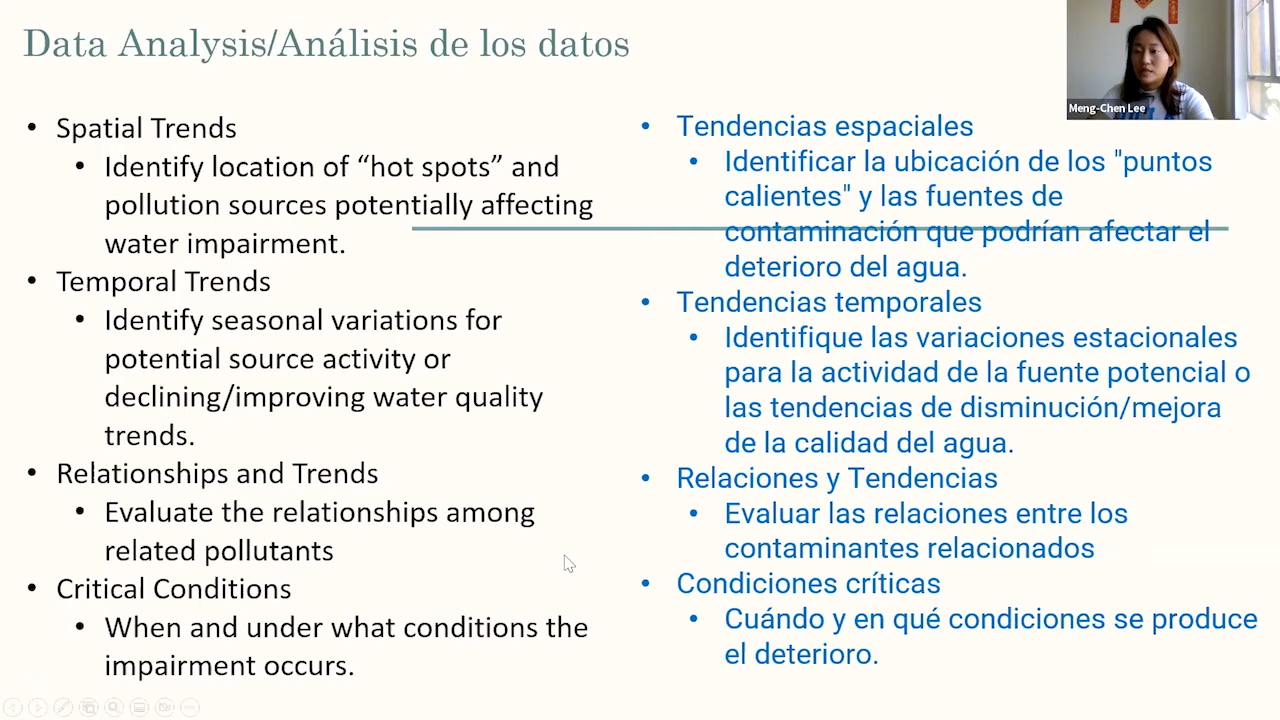 Data Analysis/Análisis de los datos
Meng-Chen Lee
• Spatial Trends
• Identify location of “hot spots” and
pollution sources potentially affecting
water impairment.
• Temporal Trends
• Identify seasonal variations for
potential source activity or
declining/improving water quality
trends.
• Relationships and Trends
• Evaluate the relationships among
related pollutants
• Critical Conditions
• When and under what conditions the
impairment occurs.
• Tendencias espaciales
• Identificar la ubicación de los "puntos
calientes" y las fuentes de
contaminación que podrían afectar el
deterioro del agua.
• Tendencias temporales
• Identifique las variaciones estacionales
para la actividad de la fuente potencial o
las tendencias de disminución/mejora
de la calidad del agua.
• Relaciones y Tendencias
• Evaluar las relaciones entre los
contaminantes relacionados
• Condiciones críticas
• Cuándo y en qué condiciones se produce
el deterioro.